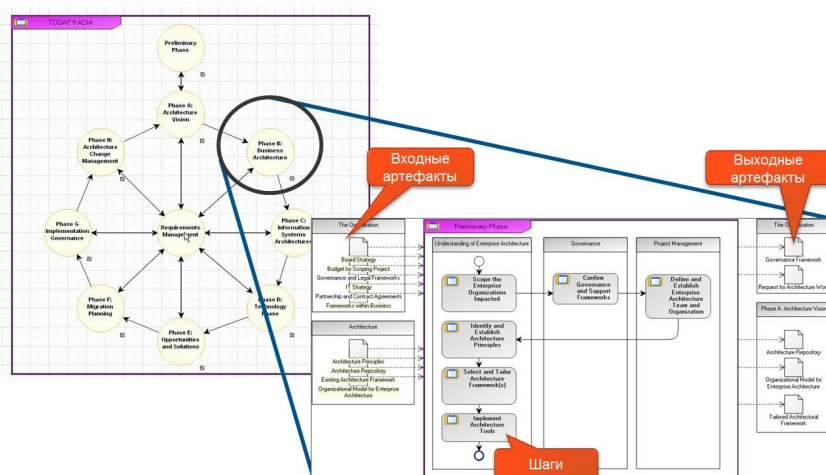 TOGAF 9 ADM
Preliminary
Phase
Phase A:
Architecture
Vision
Phase B:
Business
Architecture
Phase H:
Architecture
Change
Management
Phase G
Implementation
Governance
Requirements
Management
Phase C:
Information
Systems
Architectures
Phase F:
Migration
Planning
Phase D:
Technology
Phase
Phase E:
Opportunities
and Solutions
Входные
артефакты
Выходные
артефакты
The Organization
Board Strategy
Budget for Scoping Project
Governance and Legal Frameworks
IT Strategy
Partnership and Contract Agreements
Frameworks within Business
Architecture
Architecture Principles
Architecture Repository
Existing Architecture Framework
Organizational Model for Enterprise
Architecture
Preliminary Phase
Understanding of Enterprise Architecture
Governance
Project Management
Scope the
Enterprise
Organizations
Impacted
Confirm
Governance
and Support
Frameworks
Define and
Establish
Enterprise
Architecture
Team and
Organization
Identify and
Establish
Architecture
Principles
Select and Tailor
Architecture
Framework(s)
Implement
Architecture
Tools
Шаги
The Organization
Governance Framework
Request for Architecture Wor
Phase A: Architecture Vision
Architecture Repository
Organizational Model for
Enterprise Architecture
Tailored Architectural
Framework